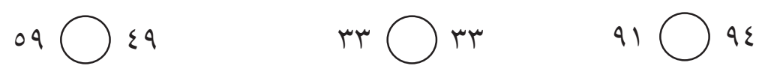 ٩٤ ◯ ٩١ ٣٣ ◯ ٣٣ ٤٩ ◯ ٥٩